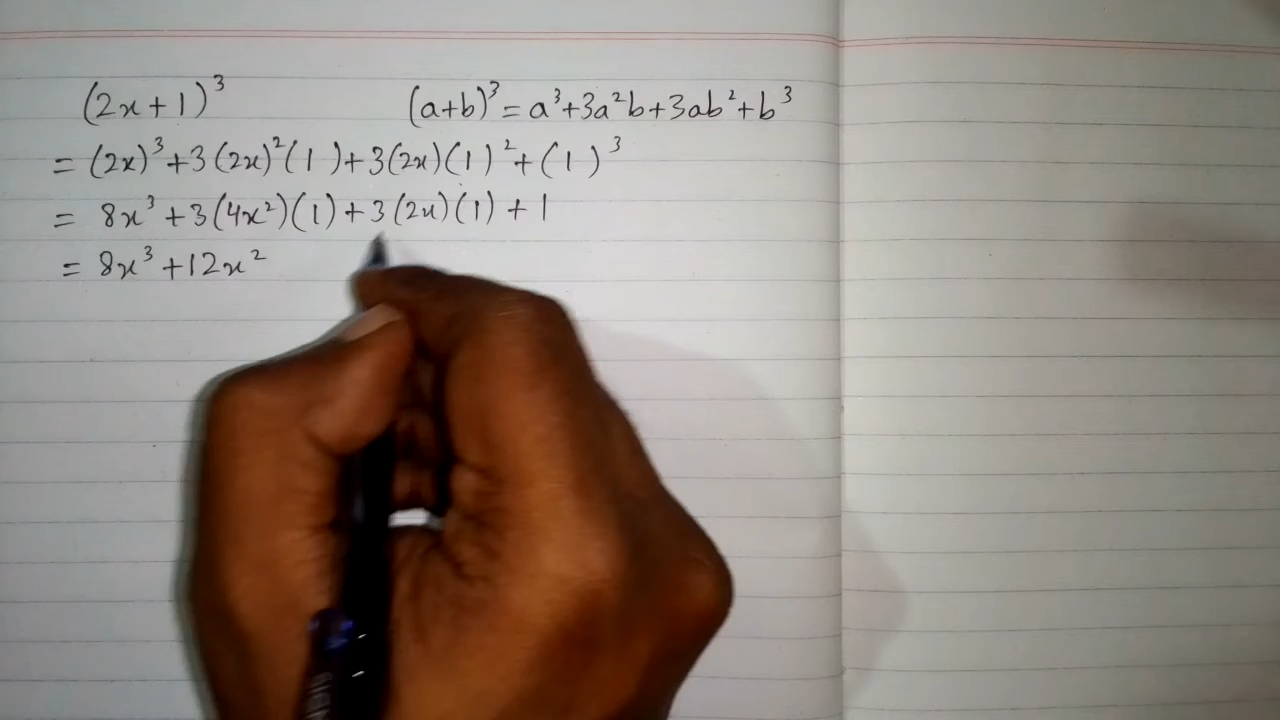 (2x+1)³ (a+b)³ = a³+3a²b+3ab²+b³
= (2x)³+3(2x)²(1)+3(2x)(1)²+(1)³
= 8x³+3(4x²)(1)+3(2x)(1)+1
= 8x³+12x²